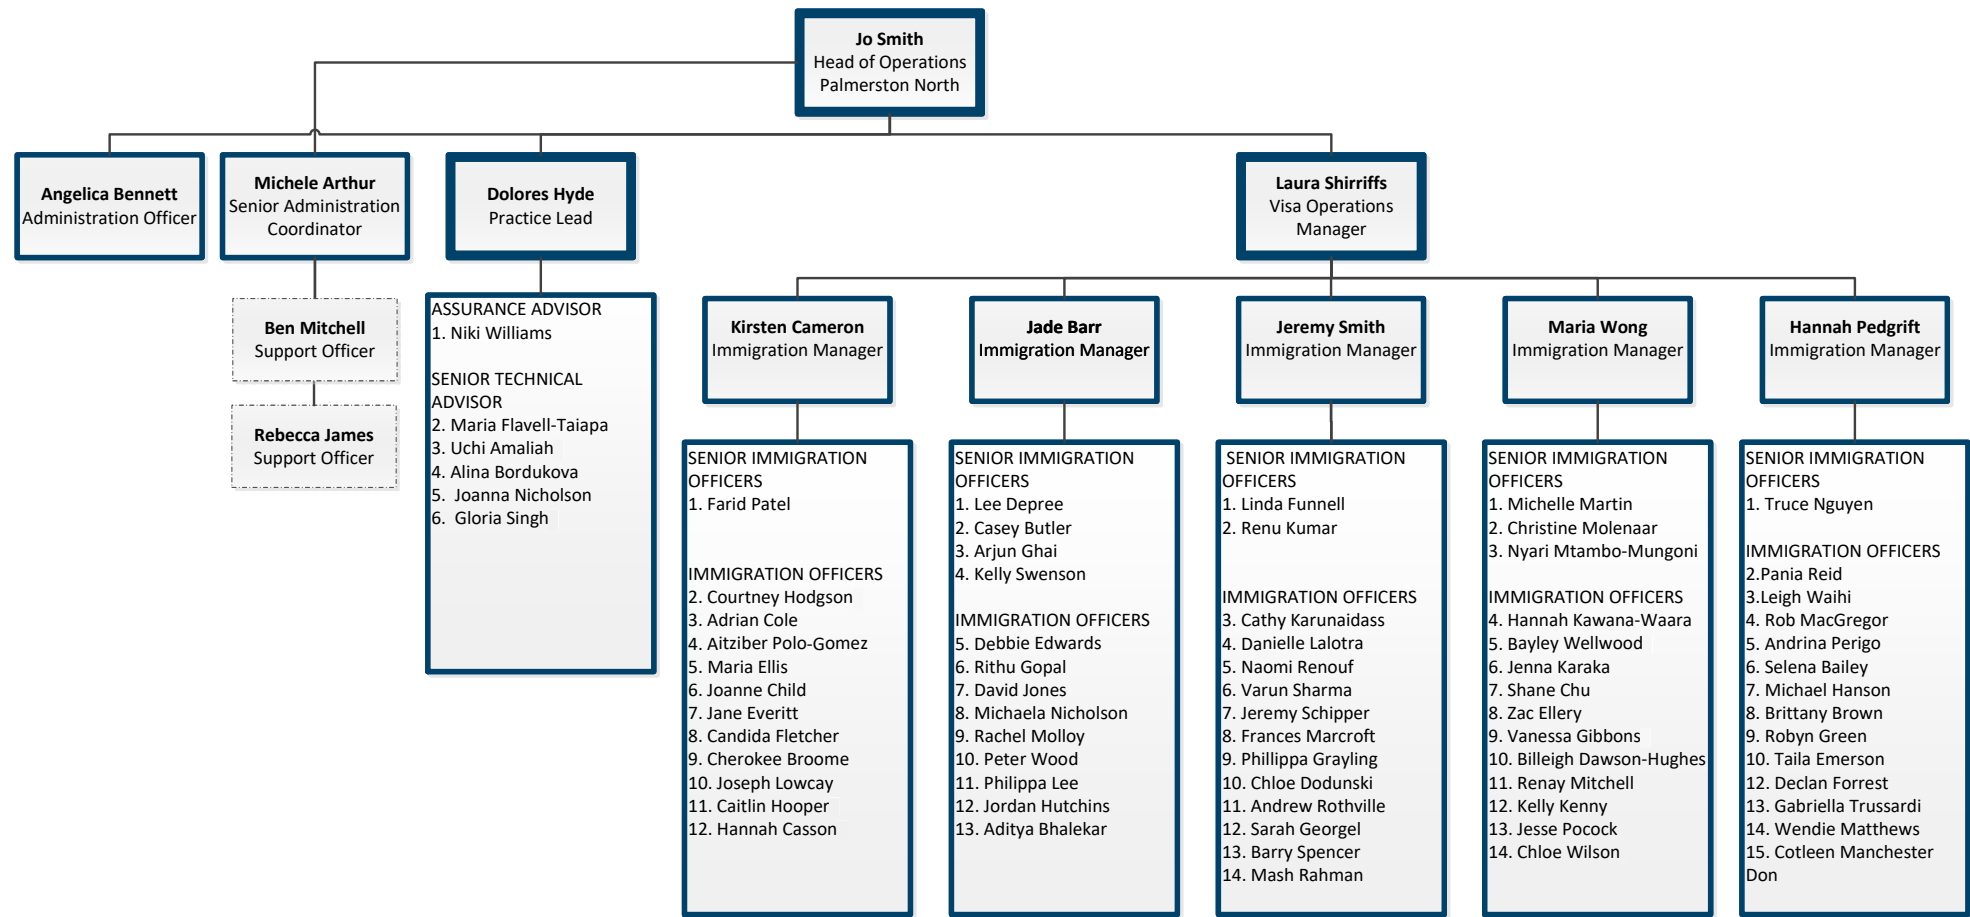 Jo Smith
Head of Operations
Palmerston North
Angelica Bennett
Administration Officer
Michele Arthur
Senior Administration
Coordinator
Dolores Hyde
Practice Lead
Laura Shirriffs
Visa Operations
Manager
Ben Mitchell
Support Officer
Rebecca James
Support Officer
ASSURANCE ADVISOR
1. Niki Williams
SENIOR TECHNICAL
ADVISOR
2. Maria Flavell-Taiapa
3. Uchi Amaliah
4. Alina Bordukova
5. Joanna Nicholson
6. Gloria Singh
Kirsten Cameron
Immigration Manager
Jade Barr
Immigration Manager
Jeremy Smith
Immigration Manager
Maria Wong
Immigration Manager
Hannah Pedgrift
Immigration Manager
SENIOR IMMIGRATION
OFFICERS
1. Farid Patel
IMMIGRATION OFFICERS
2. Courtney Hodgson
3. Adrian Cole
4. Aitziber Polo-Gomez
5. Maria Ellis
6. Joanne Child
7. Jane Everitt
8. Candida Fletcher
9. Cherokee Broome
10. Joseph Lowcay
11. Caitlin Hooper
12. Hannah Casson
SENIOR IMMIGRATION
OFFICERS
1. Lee Depree
2. Casey Butler
3. Arjun Ghai
4. Kelly Swenson
IMMIGRATION OFFICERS
5. Debbie Edwards
6. Rithu Gopal
7. David Jones
8. Michaela Nicholson
9. Rachel Molloy
10. Peter Wood
11. Philippa Lee
12. Jordan Hutchins
13. Aditya Bhalekar
SENIOR IMMIGRATION
OFFICERS
1. Linda Funnell
2. Renu Kumar
IMMIGRATION OFFICERS
3. Cathy Karunaidass
4. Danielle Lalotra
5. Naomi Renouf
6. Varun Sharma
7. Jeremy Schipper
8. Frances Marcroft
9. Phillippa Grayling
10. Chloe Dodunski
11. Andrew Rothville
12. Sarah Georgel
13. Barry Spencer
14. Mash Rahman
SENIOR IMMIGRATION
OFFICERS
1. Michelle Martin
2. Christine Molenaar
3. Nyari Mtambo-Mungoni
IMMIGRATION OFFICERS
4. Hannah Kawana-Waara
5. Bayley Wellwood
6. Jenna Karaka
7. Shane Chu
8. Zac Ellery
9. Vanessa Gibbons
10. Billeigh Dawson-Hughes
11. Renay Mitchell
12. Kelly Kenny
13. Jesse Pocock
14. Chloe Wilson
SENIOR IMMIGRATION
OFFICERS
1. Truce Nguyen
IMMIGRATION OFFICERS
2.Pania Reid
3.Leigh Waihi
4. Rob MacGregor
5. Andrina Perigo
6. Selena Bailey
7. Michael Hanson
8. Brittany Brown
9. Robyn Green
10. Taila Emerson
12. Declan Forrest
13. Gabriella Trussardi
14. Wendie Matthews
15. Cotleen Manchester
Don